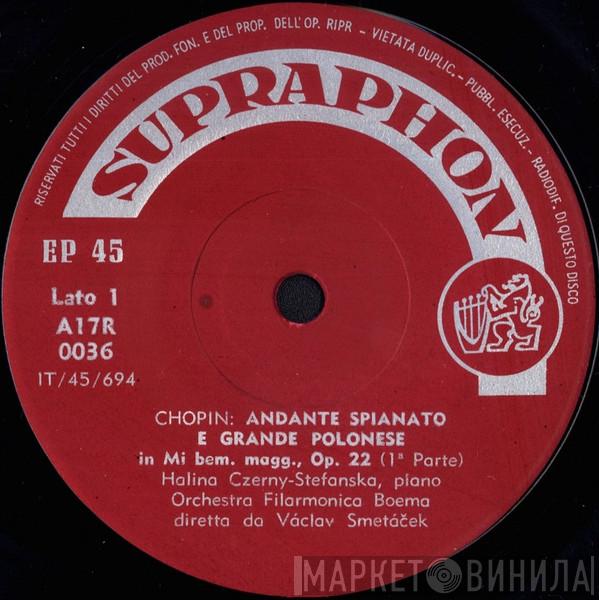 RISERVATI TUTTI I DIRITTI DEL PROD. FON. E DEL PROP. DELL'OP. RIPR - VIETATA DUPLIC. - PUBBL. ESECUZ. - RADIODIF. DI QUESTO DISCO
SUPRAPHON
EP 45
Lato 1
A17R
0036
IT/45/694
CHOPIN: ANDANTE SPIANATO
E GRANDE POLONESE
in Mi bem. magg., Op. 22 (1ª Parte)
Halina Czerny-Stefanska, piano
Orchestra Filarmonica Boema
diretta da Václav Smetáček
МАРКЕТ ВИНИЛА